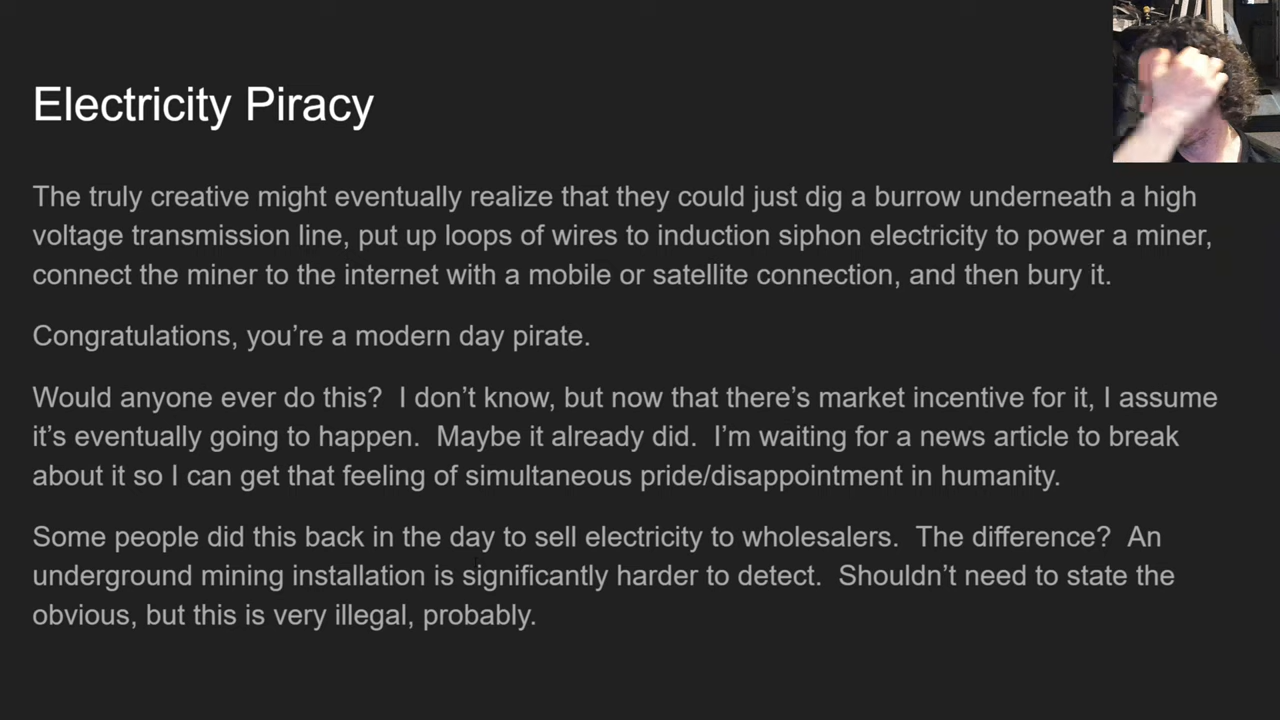 Electricity Piracy
The truly creative might eventually realize that they could just dig a burrow underneath a high
voltage transmission line, put up loops of wires to induction siphon electricity to power a miner,
connect the miner to the internet with a mobile or satellite connection, and then bury it.
Congratulations, you’re a modern day pirate.
Would anyone ever do this?  I don’t know, but now that there’s market incentive for it, I assume
it’s eventually going to happen.  Maybe it already did.  I’m waiting for a news article to break
about it so I can get that feeling of simultaneous pride/disappointment in humanity.
Some people did this back in the day to sell electricity to wholesalers.  The difference?  An
underground mining installation is significantly harder to detect.  Shouldn’t need to state the
obvious, but this is very illegal, probably.